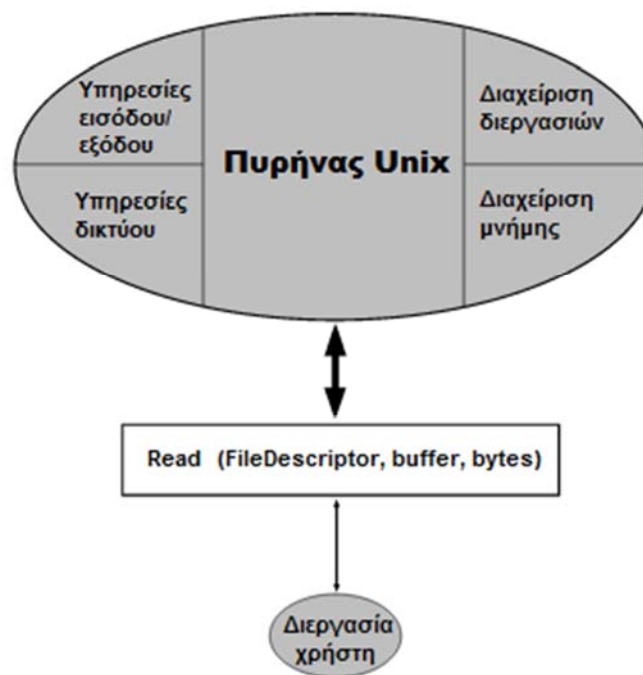 Υπηρεσίες
εισόδου/
εξόδου
Υπηρεσίες
δικτύου
Πυρήνας Unix
Διαχείριση
διεργασιών
Διαχείριση
μνήμης
Read (FileDescriptor, buffer, bytes)
Διεργασία
χρήστη